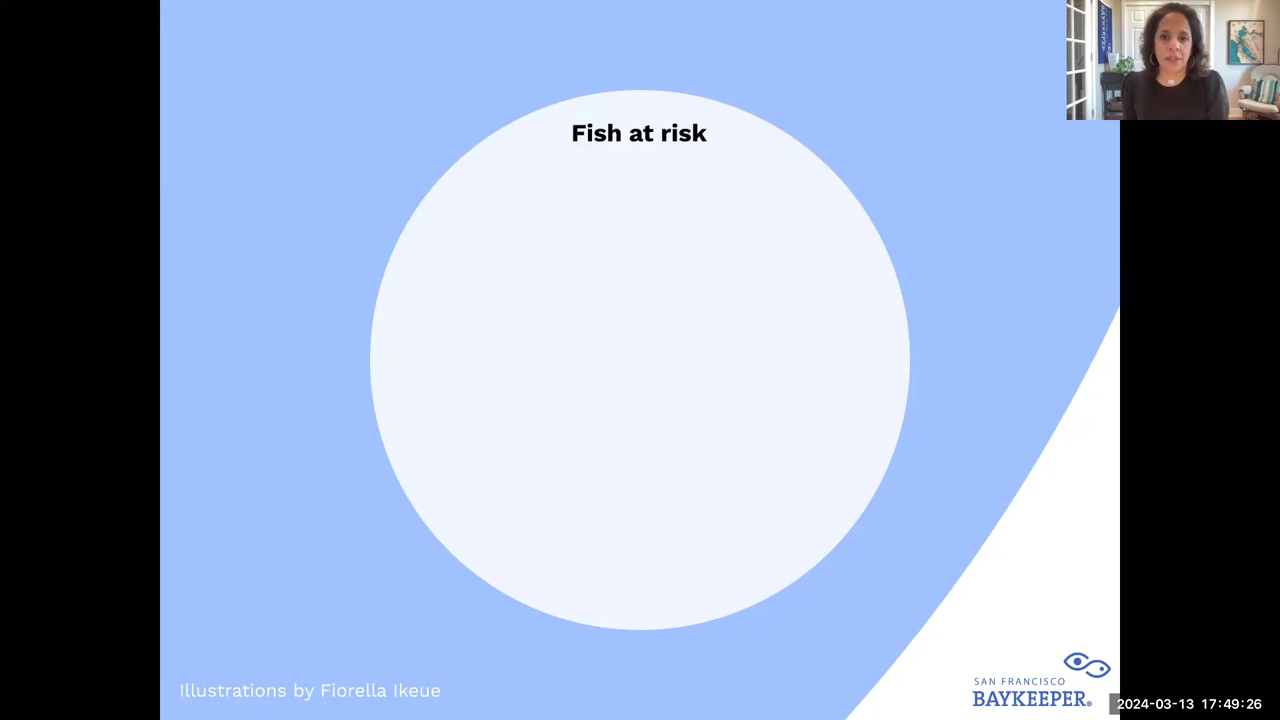 Fish at risk
Illustrations by Fiorella Ikeue
SAN FRANCISCO
BAYKEEPER®
2024-03-13 17:49:26